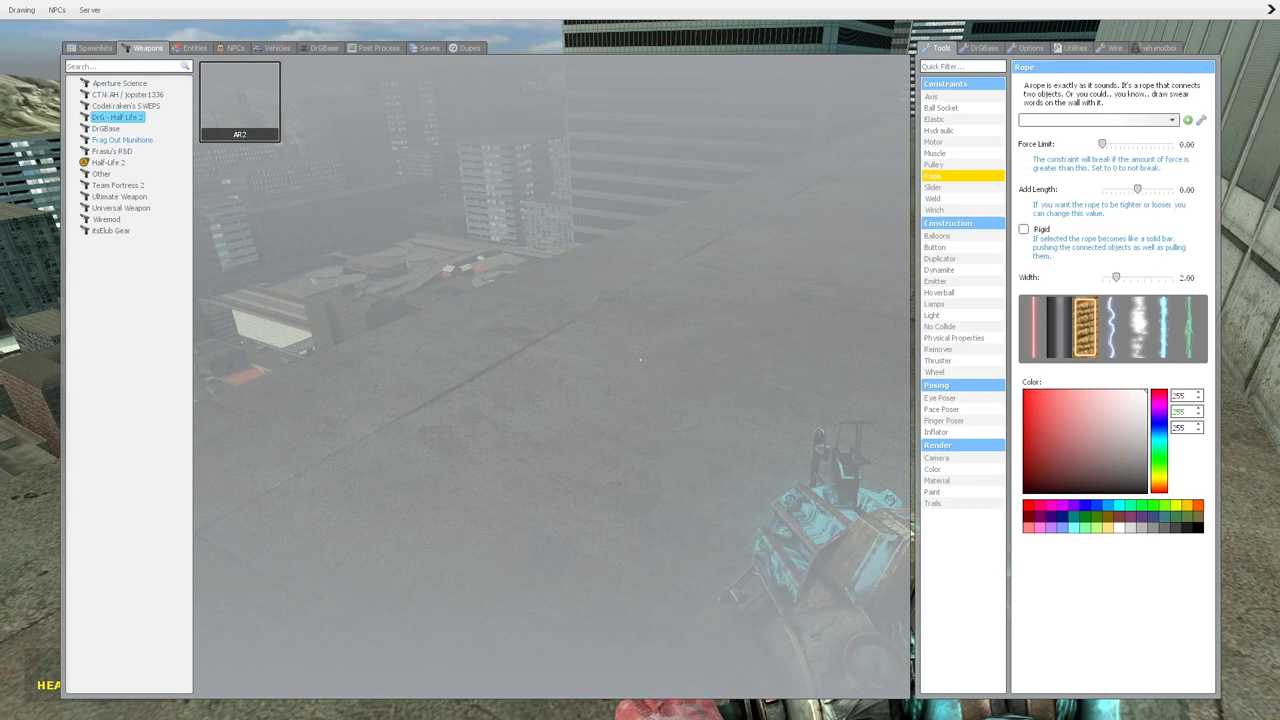 Drawing NPCs Server
Spawnlists Weapons Entities NPCs Vehicles DrGBase Post Process Saves Dupes
Search...
Aperture Science
CodeKraken's SWEPS
DrG - Half Life 2
DrGBase
Frag Out Munitions
Frasiu's R&D
Half-Life 2
Other
Team Fortress 2
Ultimate Weapon
Universal Weapon
Wiremod
itsElub Gear
AR2
HEA
Tools DrGBase Options Utilities Wire whynotboi
Quick Filter...
Constraints
Axis
Ball Socket
Elastic
Hydraulic
Motor
Muscle
Pulley
Rope
Slider
Weld
Winch
Construction
Balloons
Button
Duplicator
Dynamite
Emitter
Hoverball
Lamps
Light
No Collide
Physical Properties
Remover
Thruster
Wheel
Posing
Eye Poser
Face Poser
Finger Poser
Inflator
Render
Camera
Color
Material
Paint
Trails
Rope
A rope is exactly as it sounds. It's a rope that connects
two objects. Or you could.. you know.. draw swear
words on the wall with it.
Force Limit: 0.00
The constraint will break if the amount of force is
greater than this. Set to 0 to not break.
Add Length: 0.00
If you want the rope to be tighter or looser you
can change this value.
Rigid
If selected the rope becomes like a solid bar,
pushing the connected objects as well as pulling
them.
Width: 2.00
Color:
255
255
255